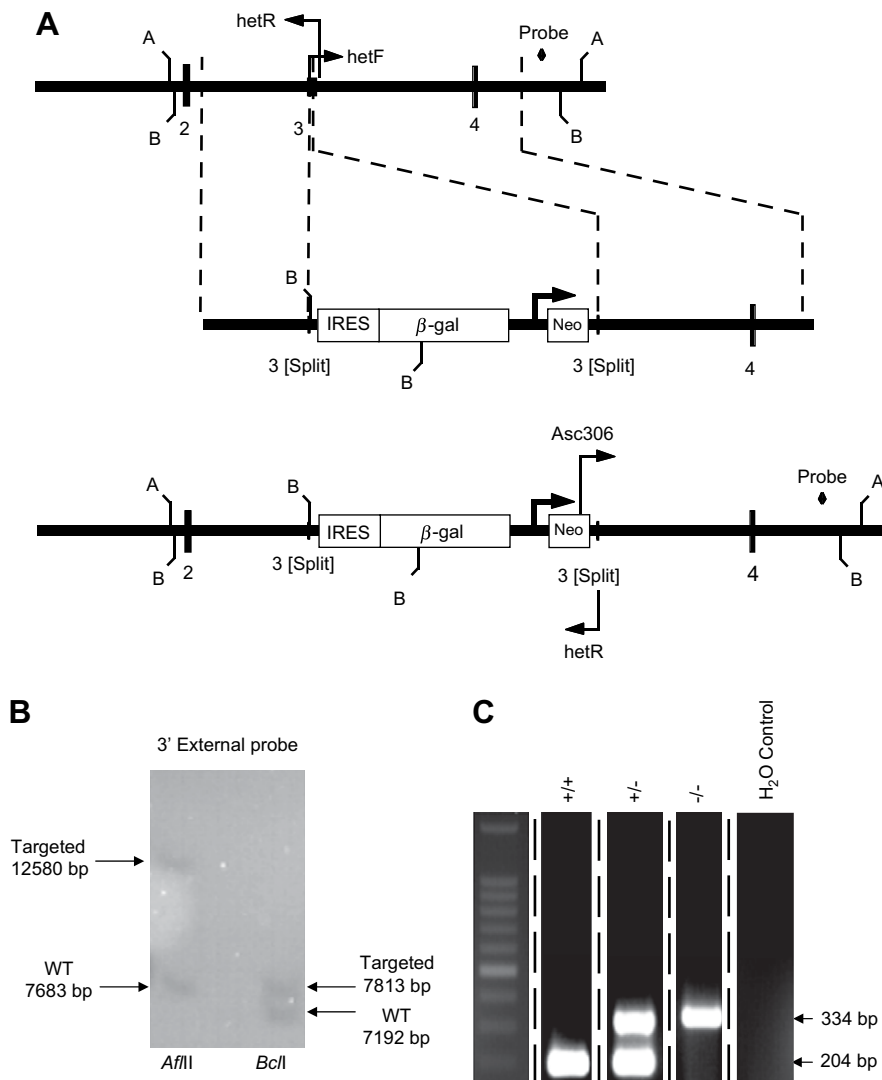 A
hetR
A
Probe
A
hetF
B
2
3
4
B
B
IRES
β-gal
Neo
3 [Split]
B
3 [Split]
4
Asc306
A
B
Probe
A
IRES
β-gal
Neo
B
2
3 [Split]
B
3 [Split]
4
B
hetR
B
3' External probe
Targeted
12580 bp
WT
7683 bp
Targeted
7813 bp
WT
7192 bp
AflII
BclI
C
+/+
+/-
-/-
H2O Control
334 bp
204 bp